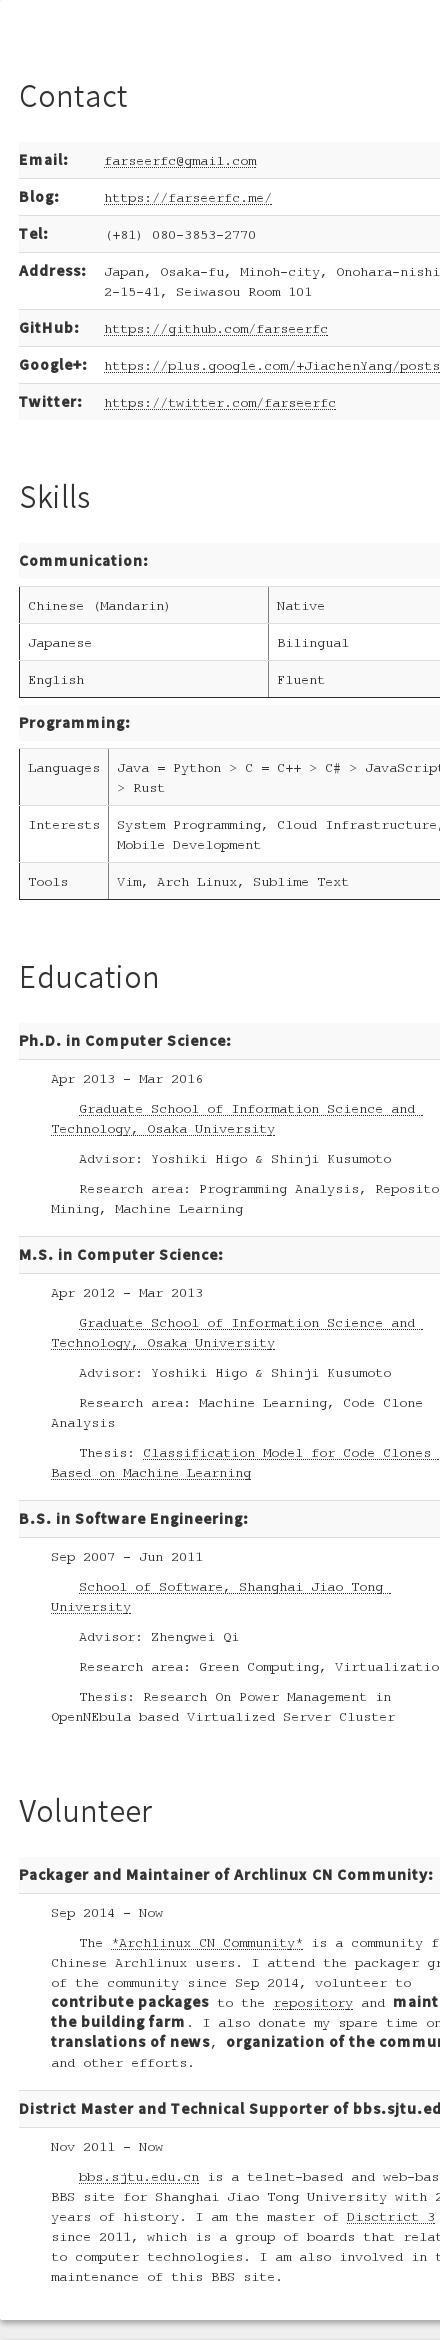 Contact
Email: farseerfc@gmail.com
Blog: https://farseerfc.me/
Tel: (+81) 080-3853-2770
Address: Japan, Osaka-fu, Minoh-city, Onohara-nishi
2-15-41, Seiwasou Room 101
GitHub: https://github.com/farseerfc
Google+: https://plus.google.com/+JiachenYang/posts
Twitter: https://twitter.com/farseerfc
Skills
Communication:
Chinese (Mandarin) Native
Japanese Bilingual
English Fluent
Programming:
Languages Java = Python > C = C++ > C# > JavaScript
> Rust
Interests System Programming, Cloud Infrastructure,
Mobile Development
Tools Vim, Arch Linux, Sublime Text
Education
Ph.D. in Computer Science:
Apr 2013 - Mar 2016
Graduate School of Information Science and
Technology, Osaka University
Advisor: Yoshiki Higo & Shinji Kusumoto
Research area: Programming Analysis, Reposito
Mining, Machine Learning
M.S. in Computer Science:
Apr 2012 - Mar 2013
Graduate School of Information Science and
Technology, Osaka University
Advisor: Yoshiki Higo & Shinji Kusumoto
Research area: Machine Learning, Code Clone
Analysis
Thesis: Classification Model for Code Clones
Based on Machine Learning
B.S. in Software Engineering:
Sep 2007 - Jun 2011
School of Software, Shanghai Jiao Tong
University
Advisor: Zhengwei Qi
Research area: Green Computing, Virtualizatio
Thesis: Research On Power Management in
OpenNEbula based Virtualized Server Cluster
Volunteer
Packager and Maintainer of Archlinux CN Community:
Sep 2014 - Now
The *Archlinux CN Community* is a community f
Chinese Archlinux users. I attend the packager gr
of the community since Sep 2014, volunteer to
contribute packages to the repository and maint
the building farm. I also donate my spare time on
translations of news, organization of the commu
and other efforts.
District Master and Technical Supporter of bbs.sjtu.ed
Nov 2011 - Now
bbs.sjtu.edu.cn is a telnet-based and web-bas
BBS site for Shanghai Jiao Tong University with 2
years of history. I am the master of Disctrict 3
since 2011, which is a group of boards that relat
to computer technologies. I am also involved in t
maintenance of this BBS site.